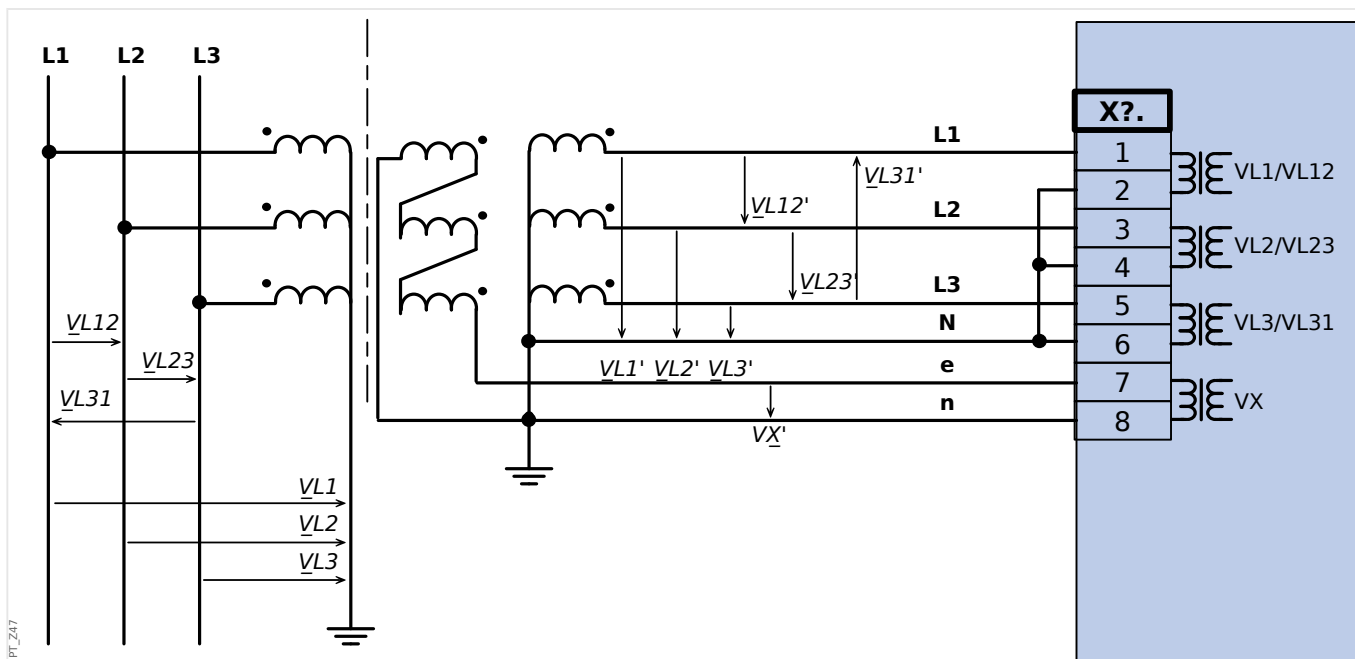 L1 L2 L3
X?.
L1
1
VL1/VL12
VL31'
2
VL12'
L2
3
VL2/VL23
4
VL23'
L3
5
VL3/VL31
N
6
VL12
VL23
VL1' VL2' VL3'
e
7
VL31
n
VX
8
VX'
VL1
VL2
VL3
PT_Z47